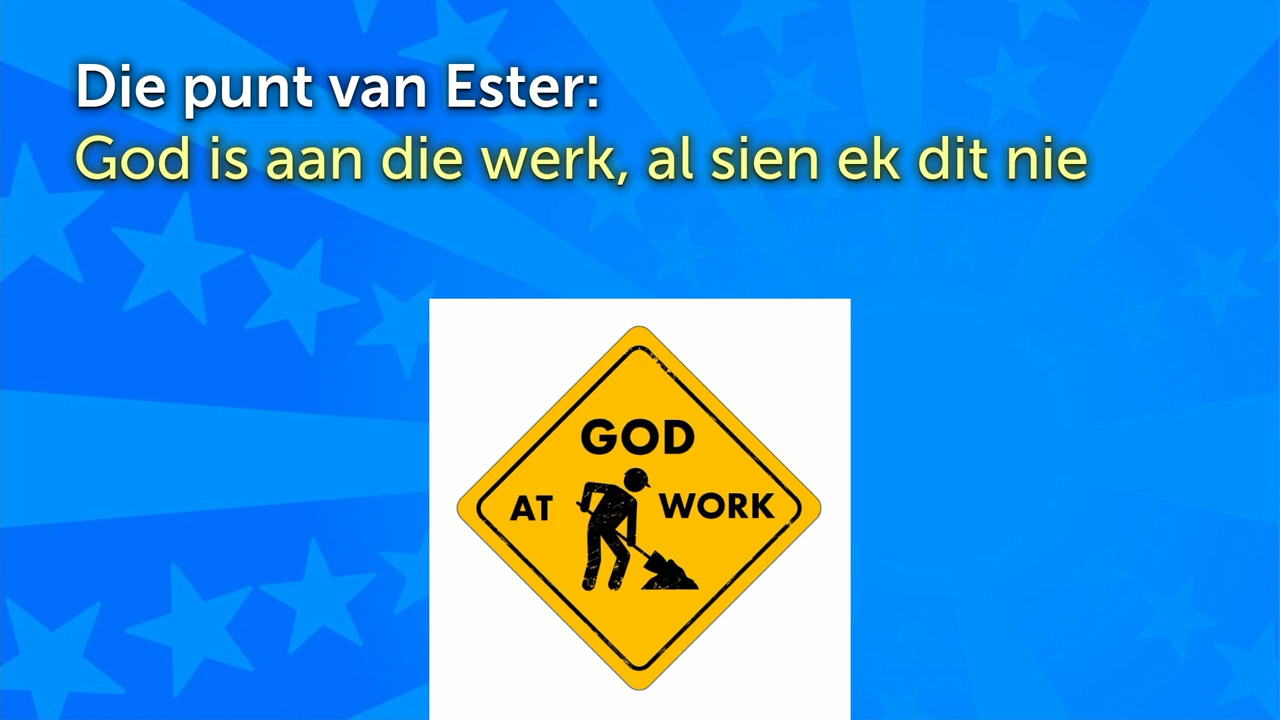 Die punt van Ester:
God is aan die werk, al sien ek dit nie
GOD
AT WORK